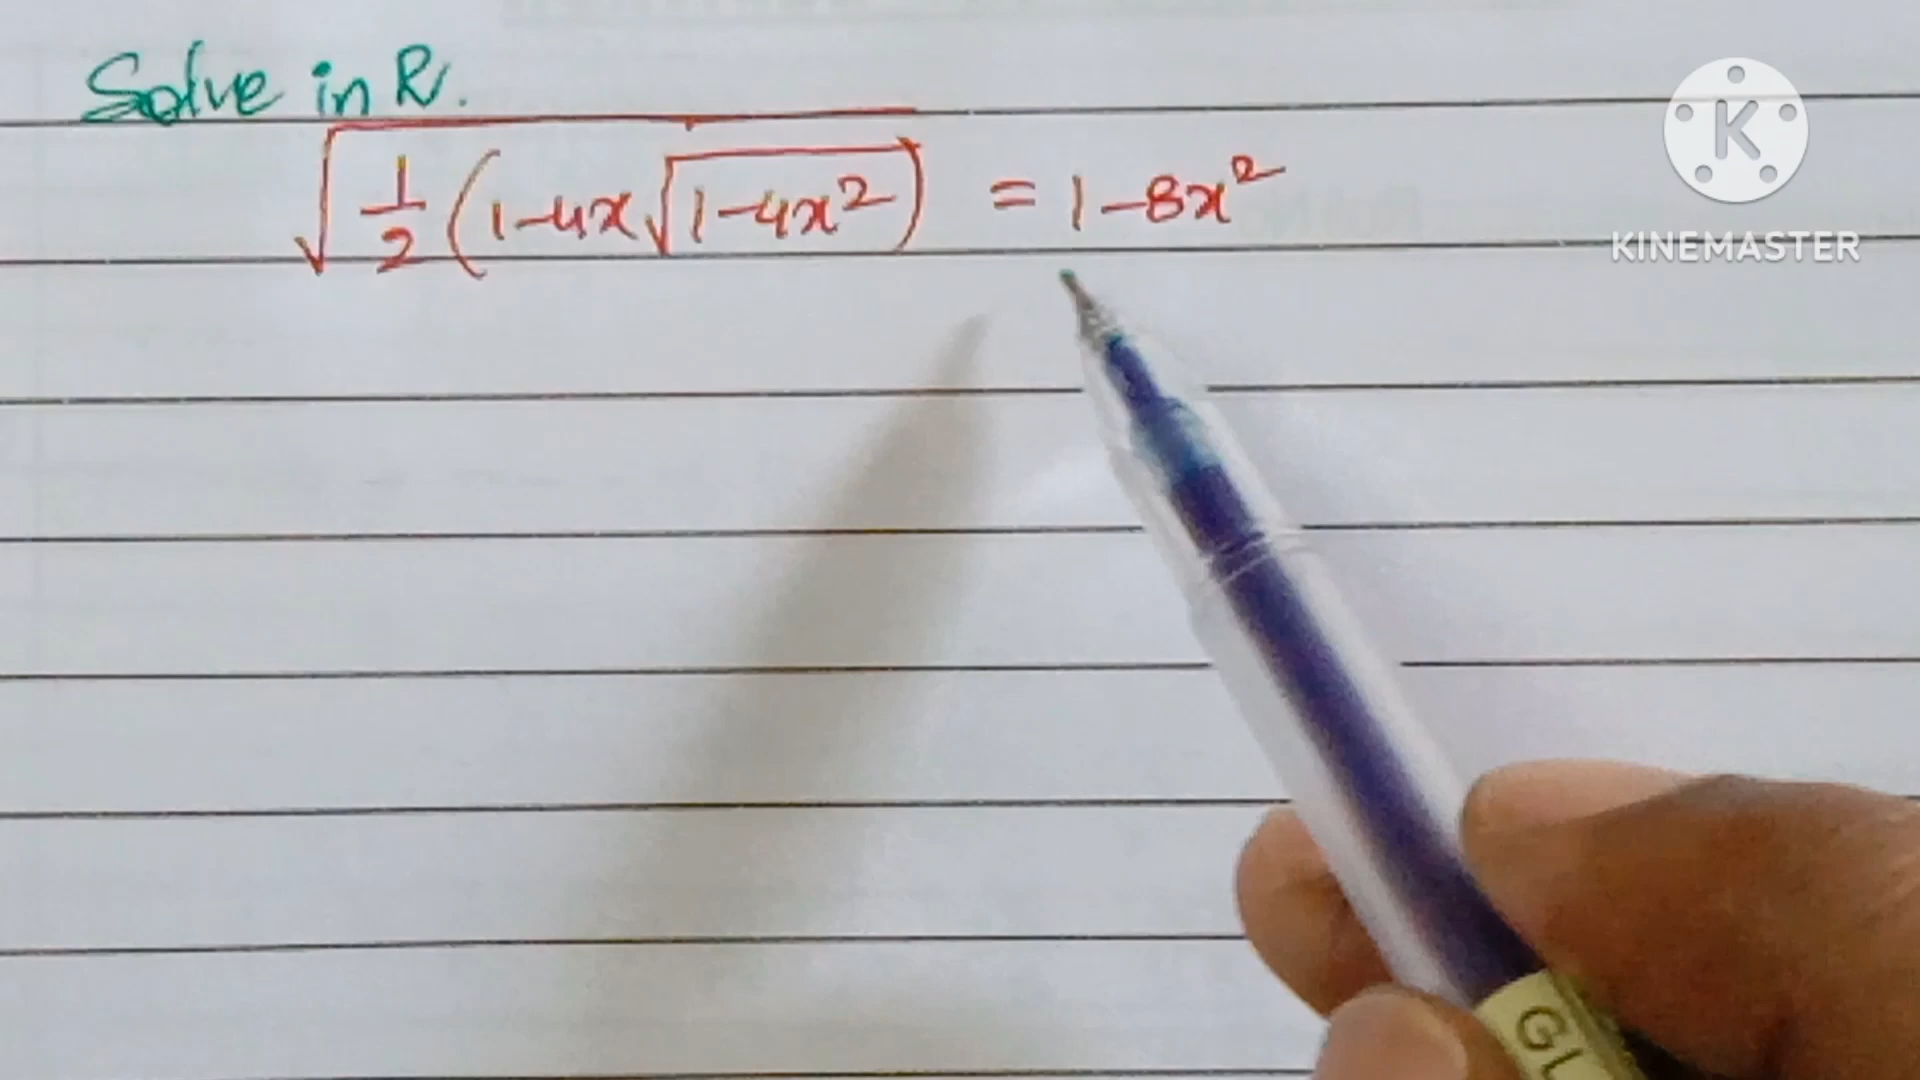 Solve in R.
√(1/2 (1-4x√(1-4x²))) = 1-8x²
K
KINEMASTER
GL